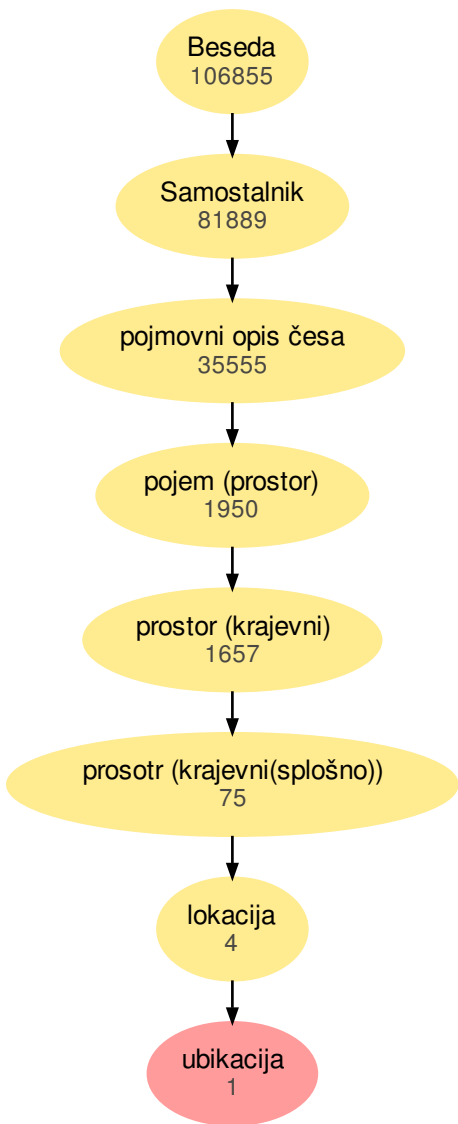 Beseda
106855
Samostalnik
81889
pojmovni opis česa
35555
pojem (prostor)
1950
prostor (krajevni)
1657
prosotr (krajevni(splošno))
75
lokacija
4
ubikacija
1